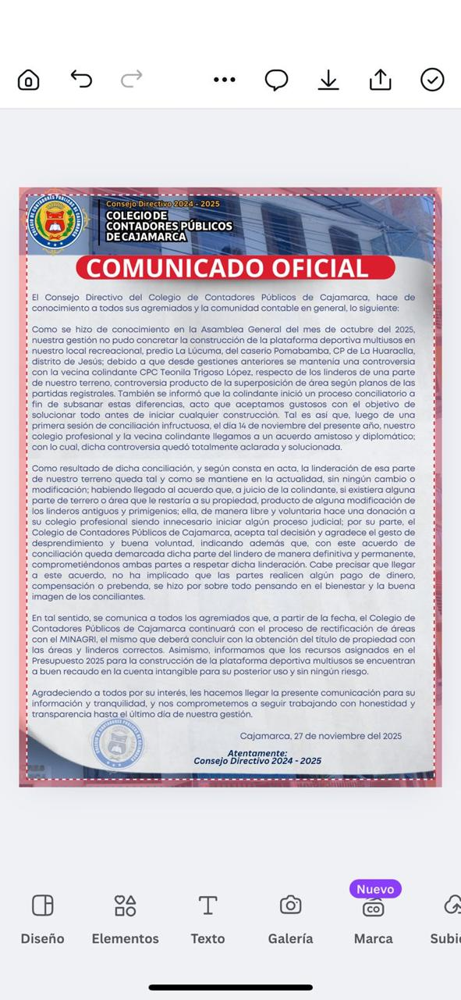 COLEGIO DE CONTADORES PÚBLICOS
DE CAJAMARCA
Consejo Directivo 2024 - 2025
COLEGIO DE
CONTADORES PÚBLICOS
DE CAJAMARCA
COMUNICADO OFICIAL
El Consejo Directivo del Colegio de Contadores Públicos de Cajamarca, hace de
conocimiento a todos sus agremiados y la comunidad contable en general, lo siguiente:
Como se hizo de conocimiento en la Asamblea General del mes de octubre del 2025,
nuestra gestión no pudo concretar la construcción de la plataforma deportiva multiusos en
nuestro local recreacional, predio La Lúcuma, del caserío Pomabamba, CP de La Huaraclla,
distrito de Jesús; debido a que desde gestiones anteriores se mantenía una controversia
con la vecina colindante CPC Teonila Trigoso López, respecto de los linderos de una parte
de nuestro terreno, controversia producto de la superposición de área según planos de las
partidas registrales. También se informó que la colindante inició un proceso conciliatorio a
fin de subsanar estas diferencias, acto que aceptamos gustosos con el objetivo de
solucionar todo antes de iniciar cualquier construcción. Tal es así que, luego de una
primera sesión de conciliación infructuosa, el día 14 de noviembre del presente año, nuestro
colegio profesional y la vecina colindante llegamos a un acuerdo amistoso y diplomático;
con lo cual, dicha controversia quedó totalmente aclarada y solucionada.
Como resultado de dicha conciliación, y según consta en acta, la linderación de esa parte
de nuestro terreno queda tal y como se mantiene en la actualidad, sin ningún cambio o
modificación; habiendo llegado al acuerdo que, a juicio de la colindante, si existiera alguna
parte de terrero o área que le restaría a su propiedad, producto de alguna modificación de
los linderos antiguos y primigenios; ella, de manera libre y voluntaria hace una donación a
su colegio profesional siendo innecesario iniciar algún proceso judicial; por su parte, el
Colegio de Contadores Públicos de Cajamarca, acepta tal decisión y agradece el gesto de
desprendimiento y buena voluntad, indicando además que, con este acuerdo de
conciliación queda demarcada dicha parte del lindero de manera definitiva y permanente,
comprometiéndonos ambas partes a respetar dicha linderación. Cabe precisar que llegar
a este acuerdo, no ha implicado que las partes realicen algún pago de dinero,
compensación o prebenda, se hizo por sobre todo pensando en el bienestar y la buena
imagen de los conciliantes.
En tal sentido, se comunica a todos los agremiados que, a partir de la fecha, el Colegio de
Contadores Públicos de Cajamarca continuará con el proceso de rectificación de áreas
con el MINAGRI, el mismo que deberá concluir con la obtención del título de propiedad con
las áreas y linderos correctos. Asimismo, informamos que los recursos asignados en el
Presupuesto 2025 para la construcción de la plataforma deportiva multiusos se encuentran
a buen recaudo en la cuenta intangible para su posterior uso y sin ningún riesgo.
Agradeciendo a todos por su interés, les hacemos llegar la presente comunicación para su
información y tranquilidad, y nos comprometemos a seguir trabajando con honestidad y
transparencia hasta el último día de nuestra gestión.
Cajamarca, 27 de noviembre del 2025
Atentamente:
Consejo Directivo 2024 - 2025
Nuevo
Diseño
Elementos
Texto
Galería
Marca
Subi